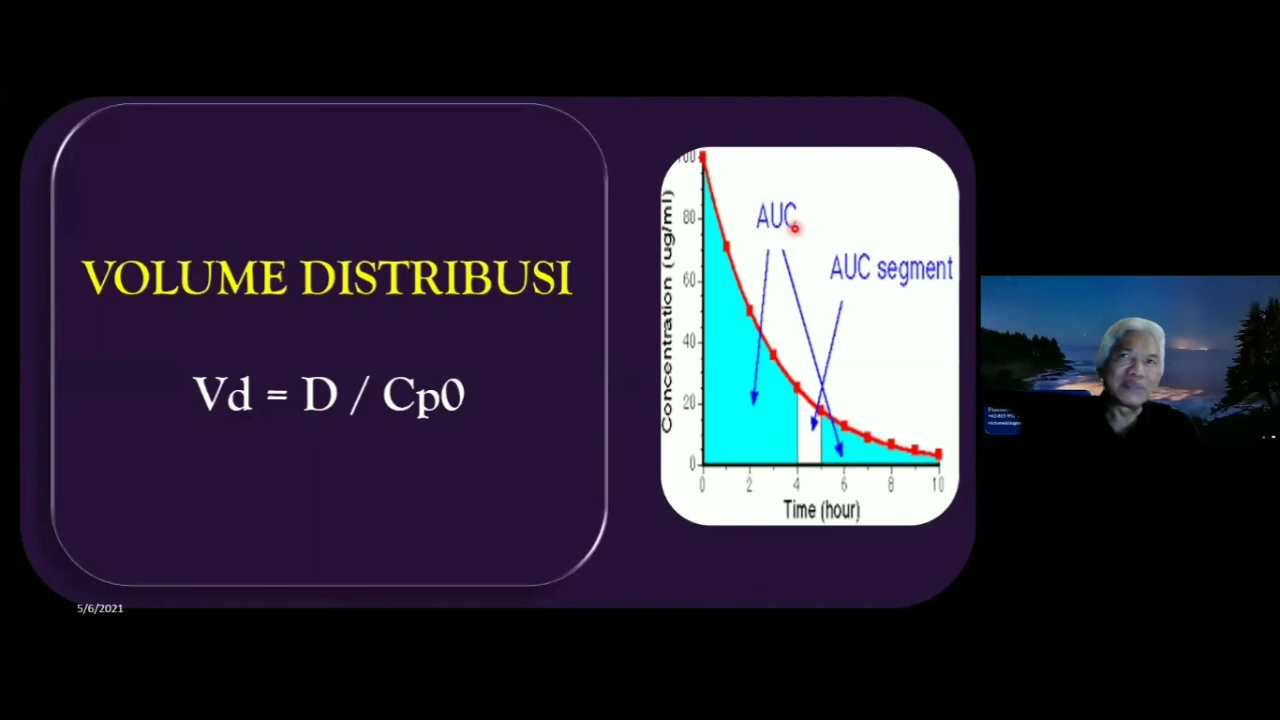 VOLUME DISTRIBUSI
Vd = D / Cp0
AUC
AUC segment
Concentration (ug/ml)
80
60
40
20
0
0 2 4 6 8 10
Time (hour)
5/6/2021